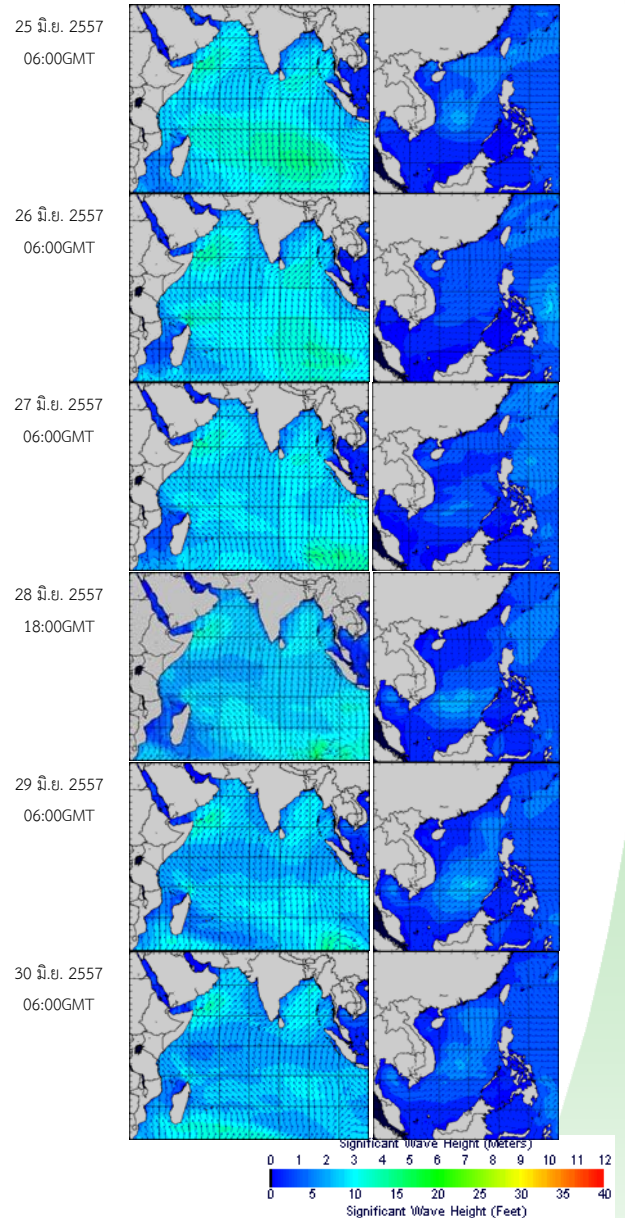 25 มิ.ย. 2557
06:00GMT
26 มิ.ย. 2557
06:00GMT
27 มิ.ย. 2557
06:00GMT
28 มิ.ย. 2557
18:00GMT
29 มิ.ย. 2557
06:00GMT
30 มิ.ย. 2557
06:00GMT
Significant Wave Height (Meters)
0 1 2 3 4 5 6 7 8 9 10 11 12
0 5 10 15 20 25 30 35 40
Significant Wave Height (Feet)